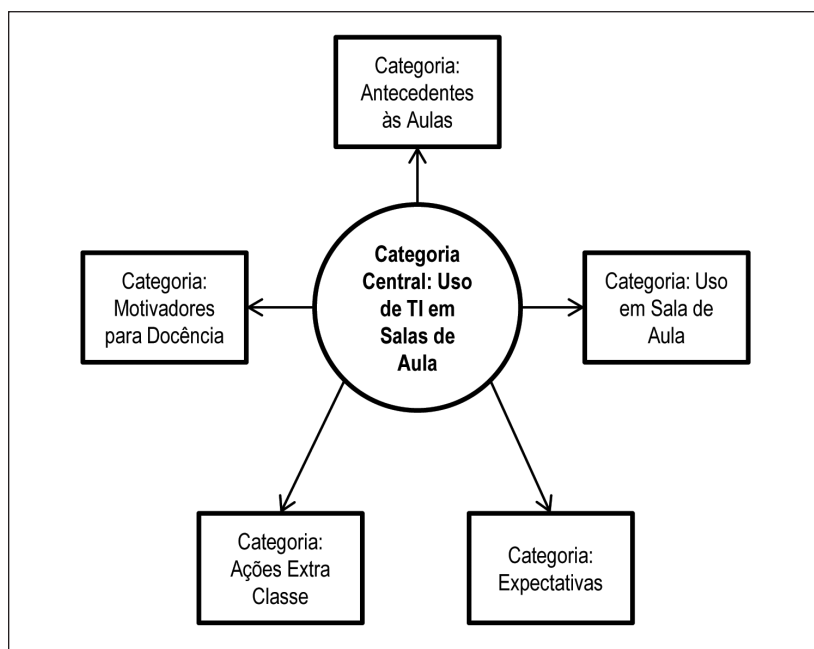 Categoria:
Antecedentes
às Aulas
Categoria:
Motivadores
para Docência
Categoria
Central: Uso
de TI em
Salas de
Aula
Categoria: Uso
em Sala de
Aula
Categoria:
Ações Extra
Classe
Categoria:
Expectativas